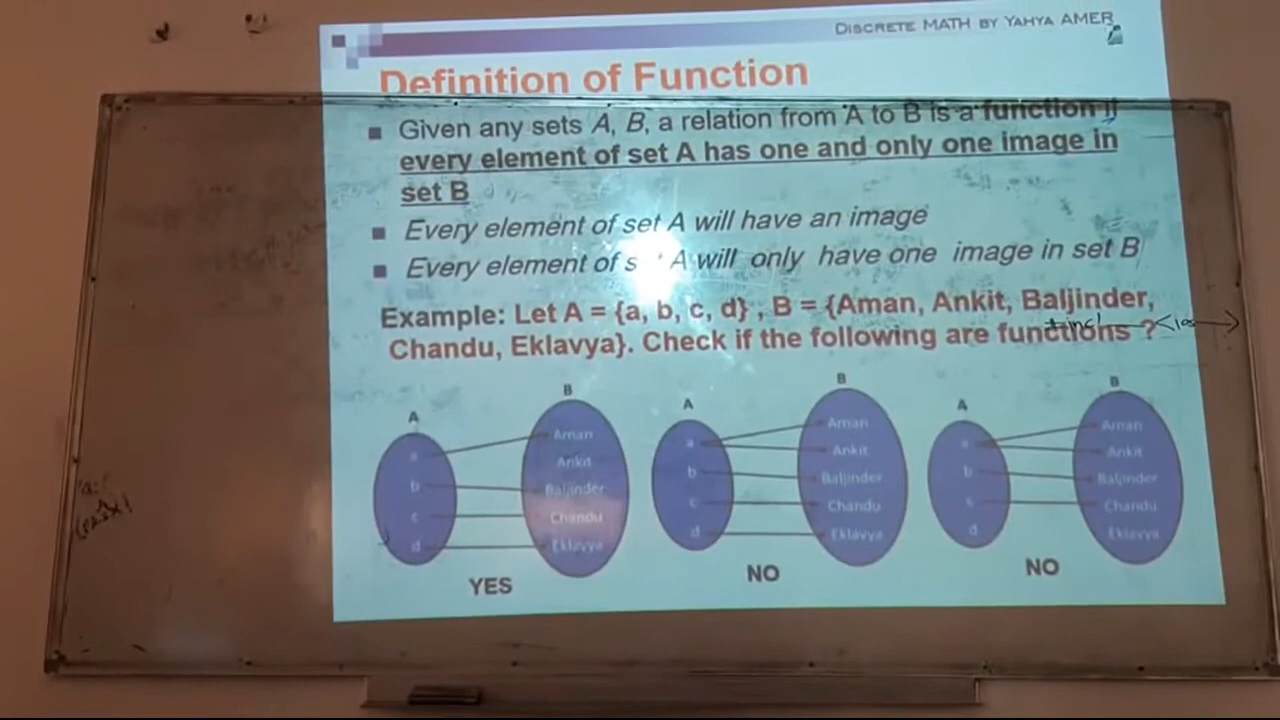 DISCRETE MATH BY YAHYA AMER
Definition of Function
Given any sets A, B, a relation from A to B is a function if
every element of set A has one and only one image in
set B
Every element of set A will have an image
Every element of s A will only have one image in set B
Example: Let A = {a, b, c, d} , B = {Aman, Ankit, Baljinder,
Chandu, Eklavya}. Check if the following are functions ?
A
B
a
b
c
d
Aman
Ankit
Baljinder
Chandu
Eklavya
YES
A
B
a
b
c
d
Aman
Ankit
Baljinder
Chandu
Eklavya
NO
A
B
a
b
c
d
Aman
Ankit
Baljinder
Chandu
Eklavya
NO